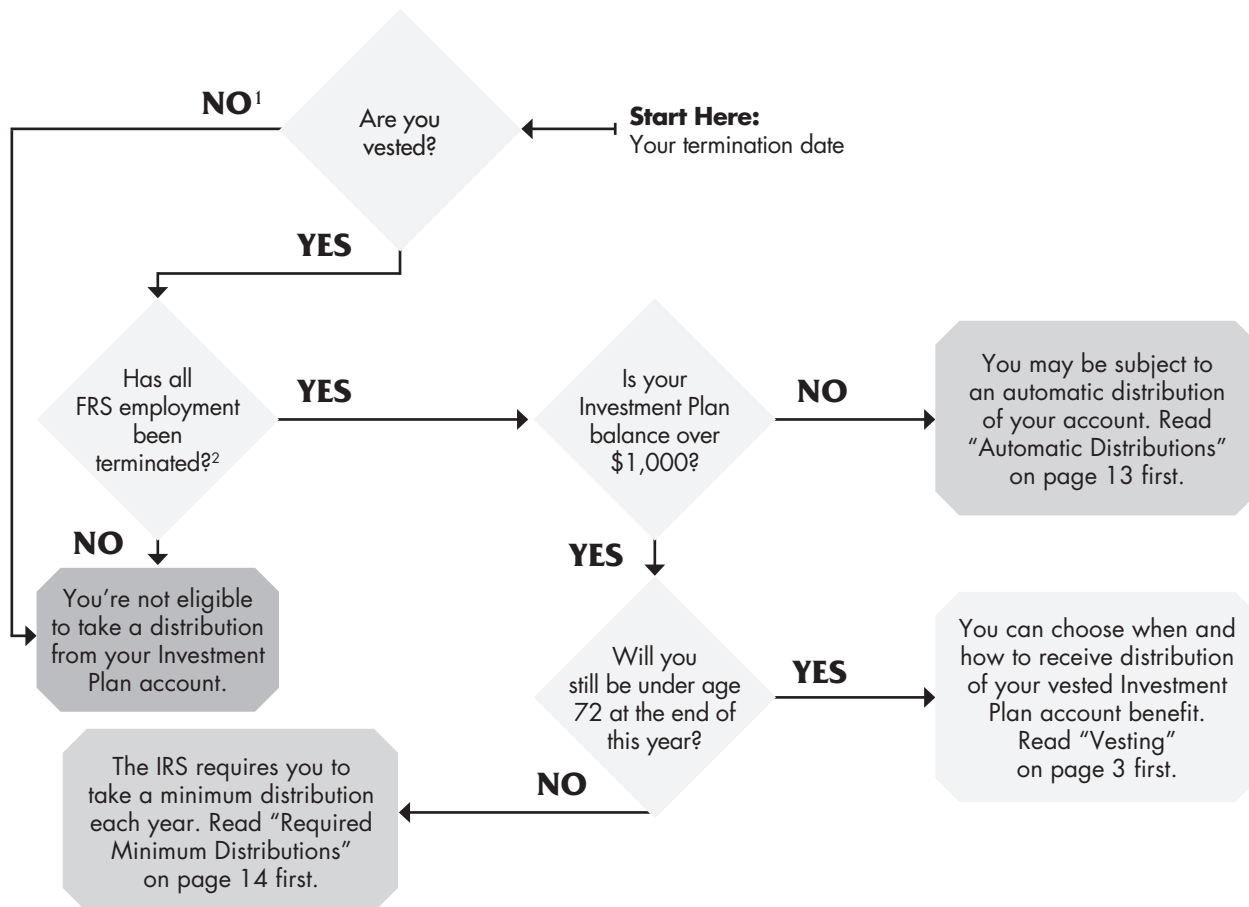 Start Here:
Your termination date
Are you
vested?
NO¹
YES
Has all
FRS employment
been
terminated?²
YES
NO
Is your
Investment Plan
balance over
$1,000?
NO
You may be subject to
an automatic distribution
of your account. Read
“Automatic Distributions”
on page 13 first.
YES
You’re not eligible
to take a distribution
from your Investment
Plan account.
Will you
still be under age
72 at the end of
this year?
YES
You can choose when and
how to receive distribution
of your vested Investment
Plan account benefit.
Read “Vesting”
on page 3 first.
NO
The IRS requires you to
take a minimum distribution
each year. Read “Required
Minimum Distributions”
on page 14 first.